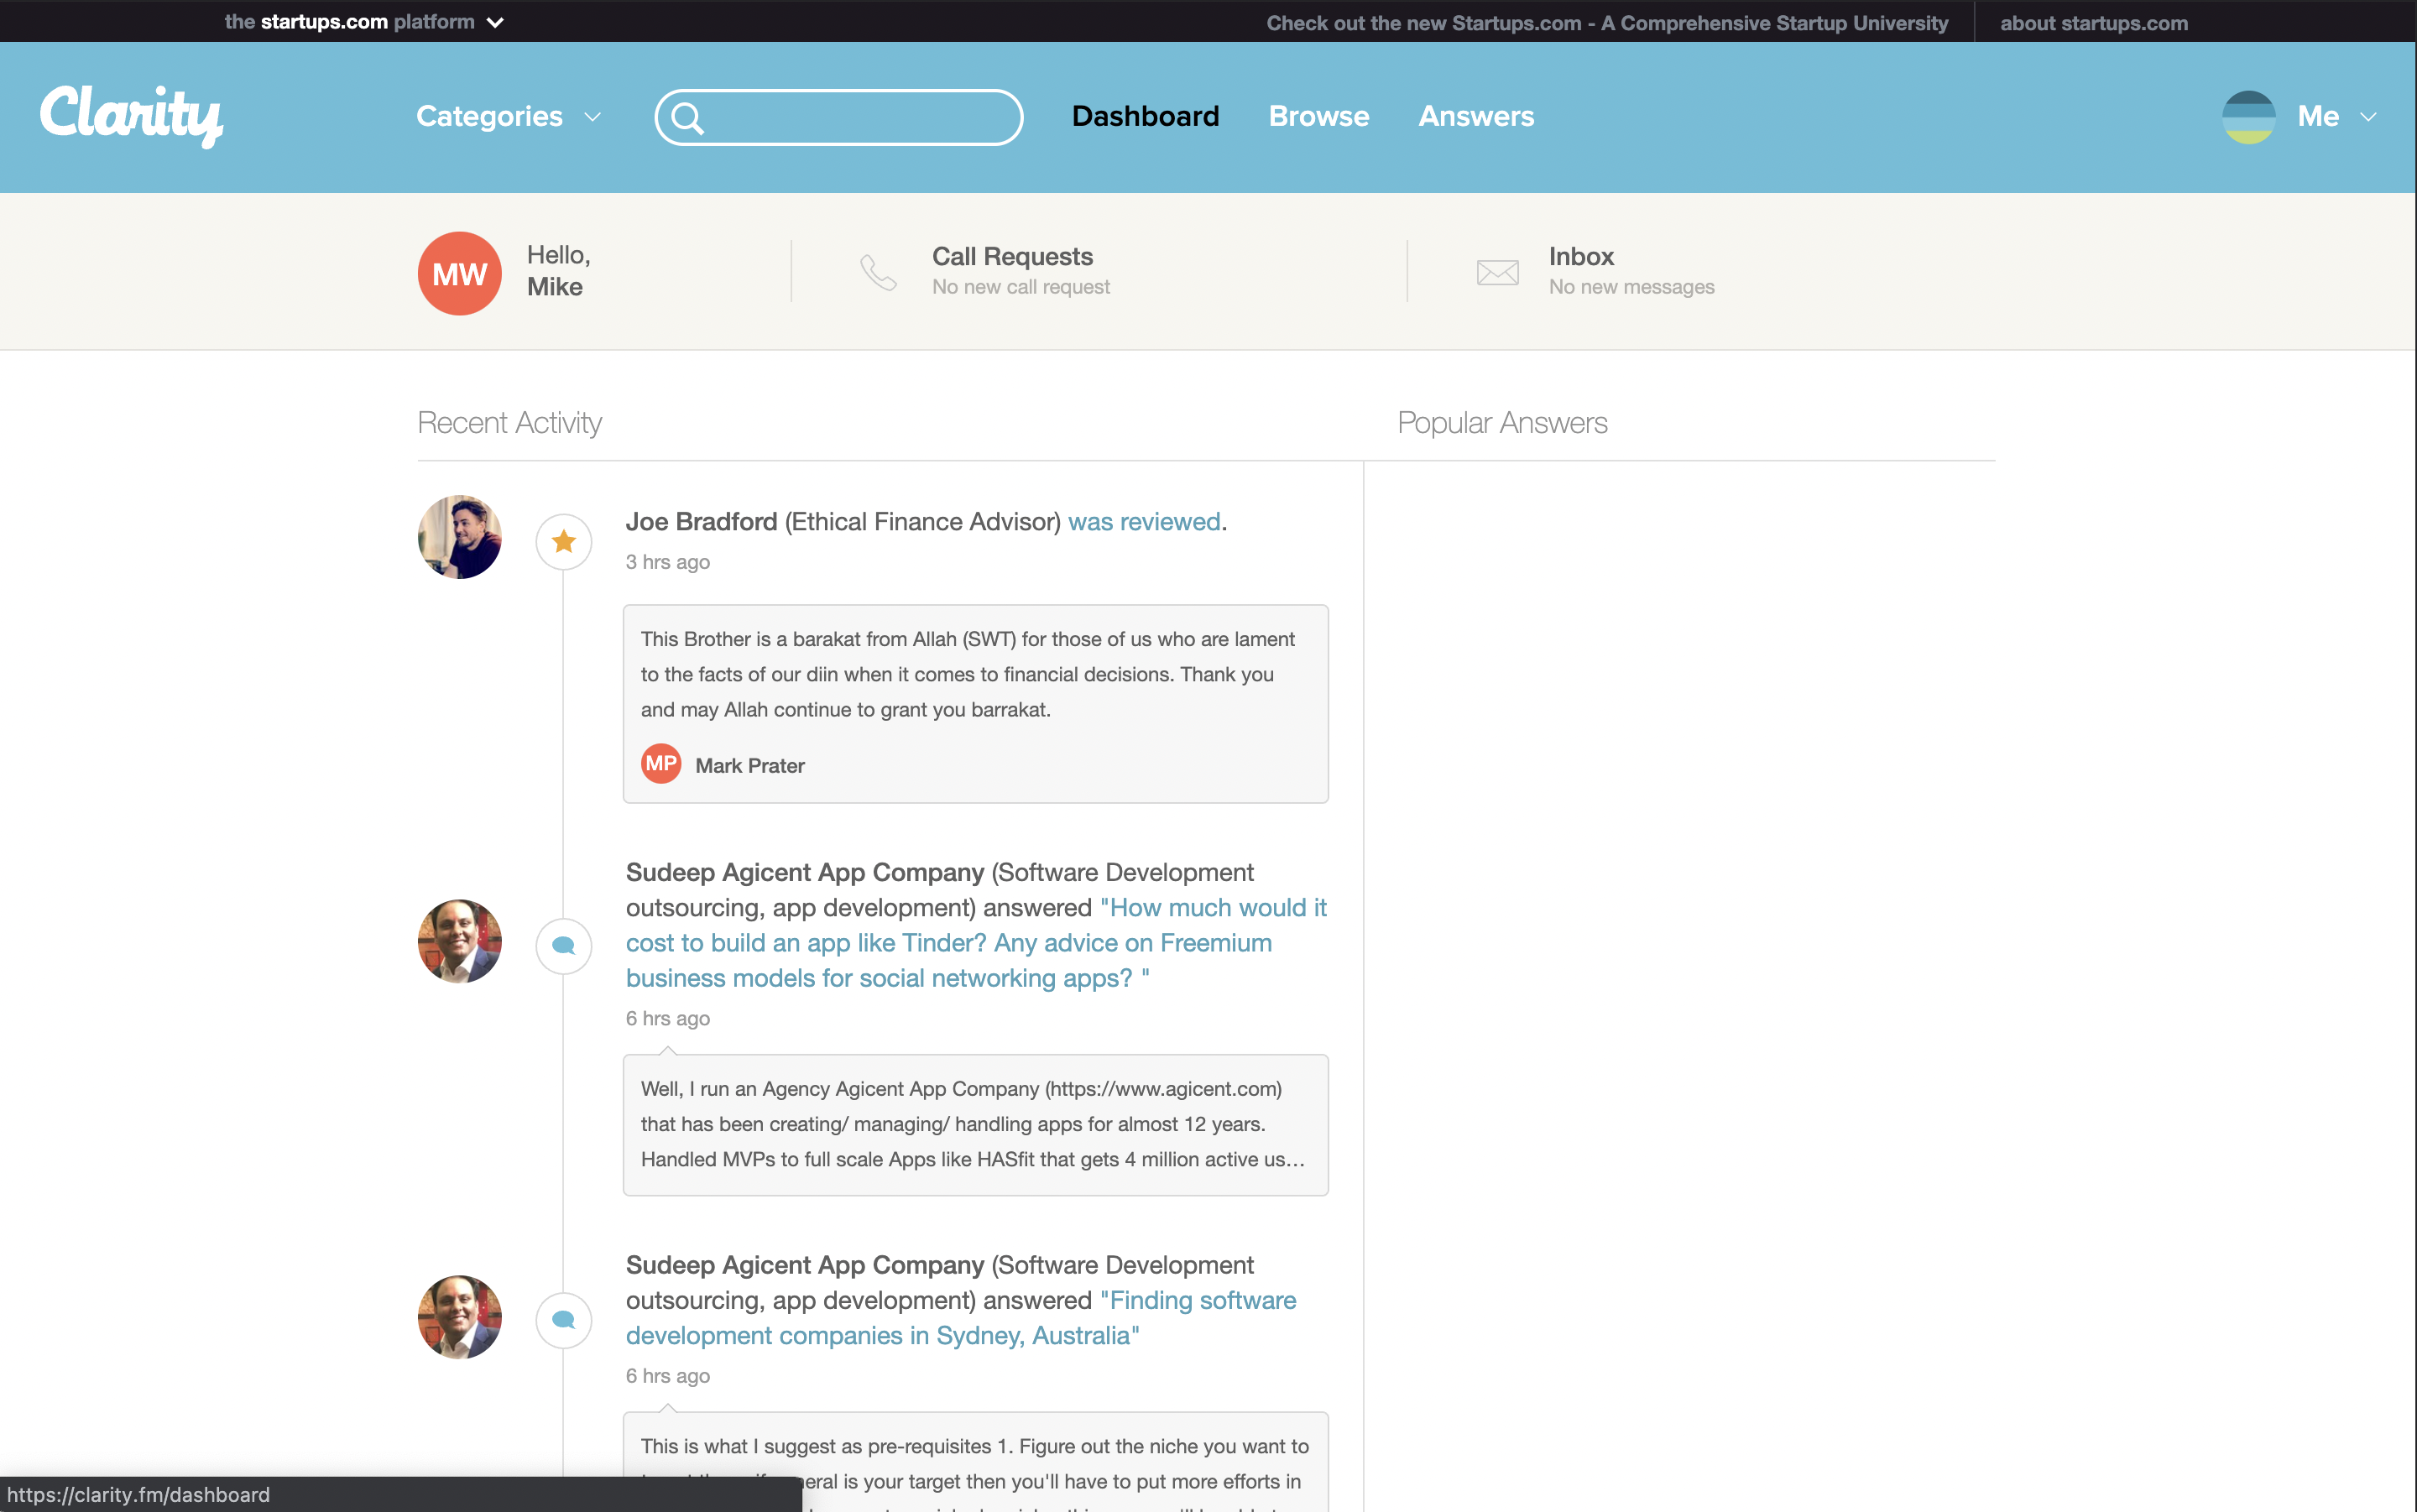 the startups.com platform
Check out the new Startups.com - A Comprehensive Startup University
about startups.com
Clarity
Categories
Dashboard
Browse
Answers
Me
MW
Hello,
Mike
Call Requests
No new call request
Inbox
No new messages
Recent Activity
Popular Answers
Joe Bradford (Ethical Finance Advisor) was reviewed.
3 hrs ago
This Brother is a barakat from Allah (SWT) for those of us who are lament
to the facts of our diin when it comes to financial decisions. Thank you
and may Allah continue to grant you barrakat.
MP Mark Prater
Sudeep Agicent App Company (Software Development
outsourcing, app development) answered "How much would it
cost to build an app like Tinder? Any advice on Freemium
business models for social networking apps? "
6 hrs ago
Well, I run an Agency Agicent App Company (https://www.agicent.com)
that has been creating/ managing/ handling apps for almost 12 years.
Handled MVPs to full scale Apps like HASfit that gets 4 million active us...
Sudeep Agicent App Company (Software Development
outsourcing, app development) answered "Finding software
development companies in Sydney, Australia"
6 hrs ago
This is what I suggest as pre-requisites 1. Figure out the niche you want to
is your target then you'll have to put more efforts in
https://clarity.fm/dashboard